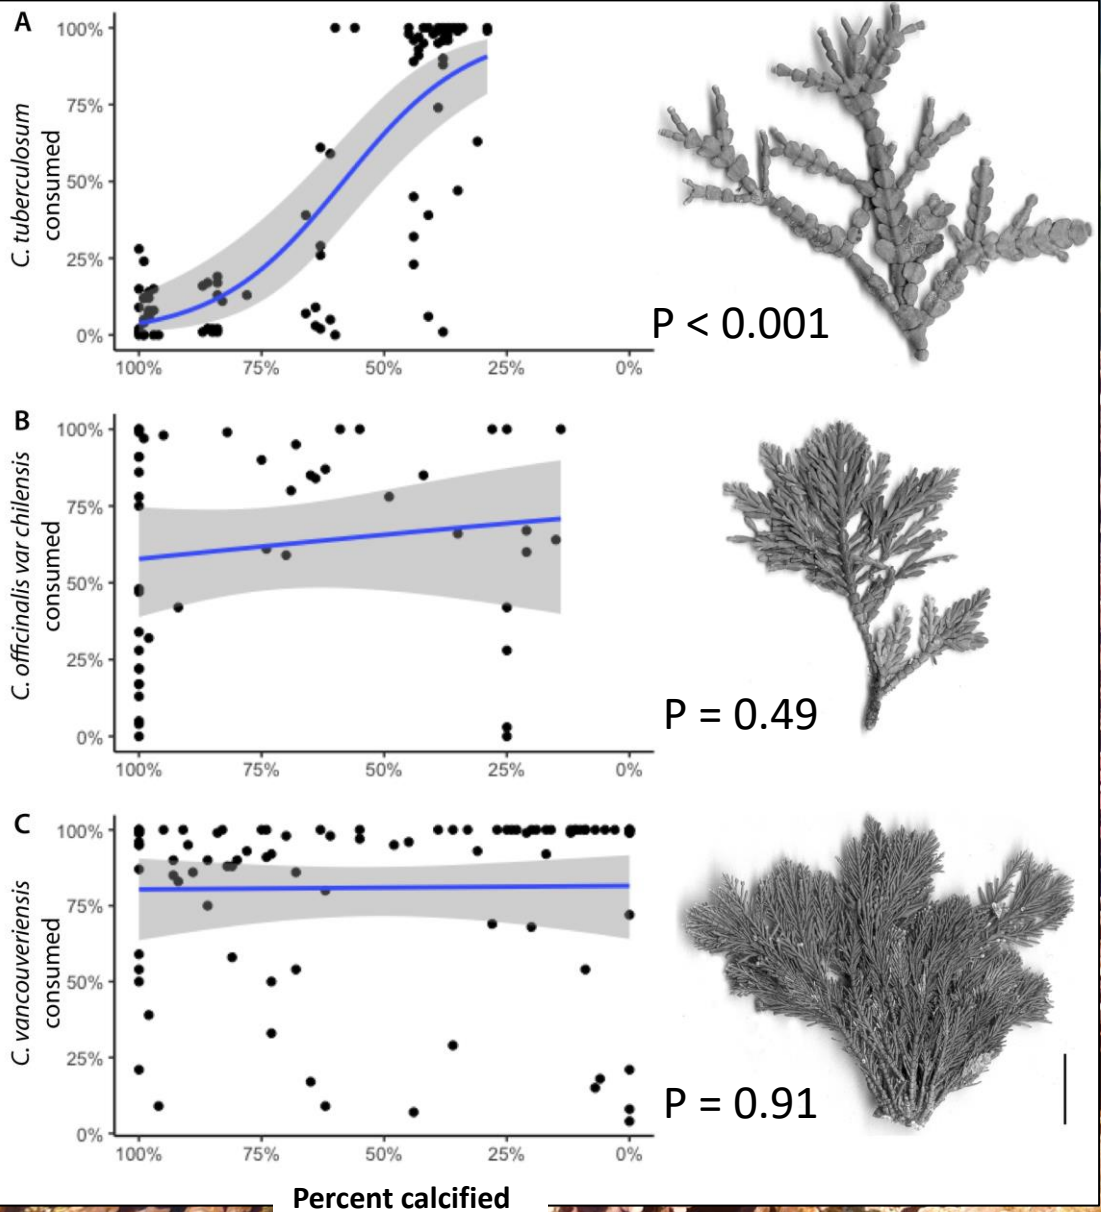 A
C. tuberculosum
consumed
100%
75%
50%
25%
0%
100% 75% 50% 25% 0%
P < 0.001
B
C. officinalis var chilensis
consumed
100%
75%
50%
25%
0%
100% 75% 50% 25% 0%
P = 0.49
C
C. vancouveriensis
consumed
100%
75%
50%
25%
0%
100% 75% 50% 25% 0%
P = 0.91
Percent calcified